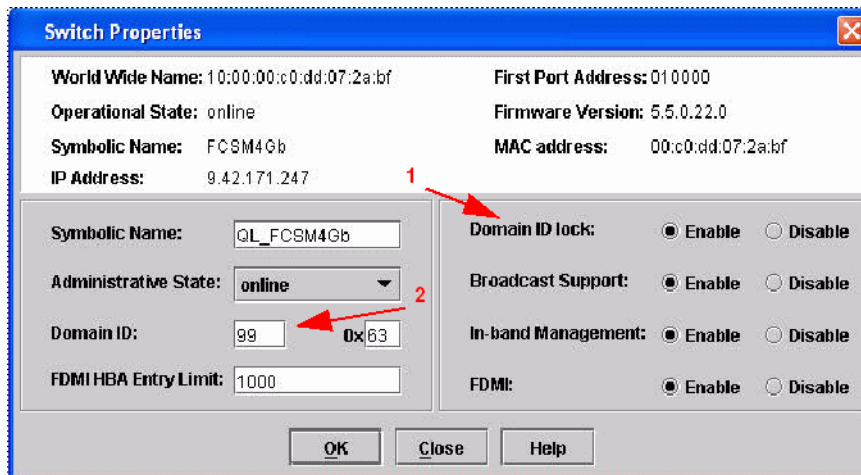 Switch Properties
World Wide Name: 10:00:00:c0:dd:07:2a:bf
First Port Address: 010000
Operational State: online
Firmware Version: 5.5.0.22.0
Symbolic Name: FCSM4Gb
MAC address: 00:c0:dd:07:2a:bf
IP Address: 9.42.171.247
1
Symbolic Name: QL_FCSM4Gb
Administrative State: online
2
Domain ID: 99 0x 63
FDMI HBA Entry Limit: 1000
Domain ID lock: Enable Disable
Broadcast Support: Enable Disable
In-band Management: Enable Disable
FDMI: Enable Disable
OK Close Help